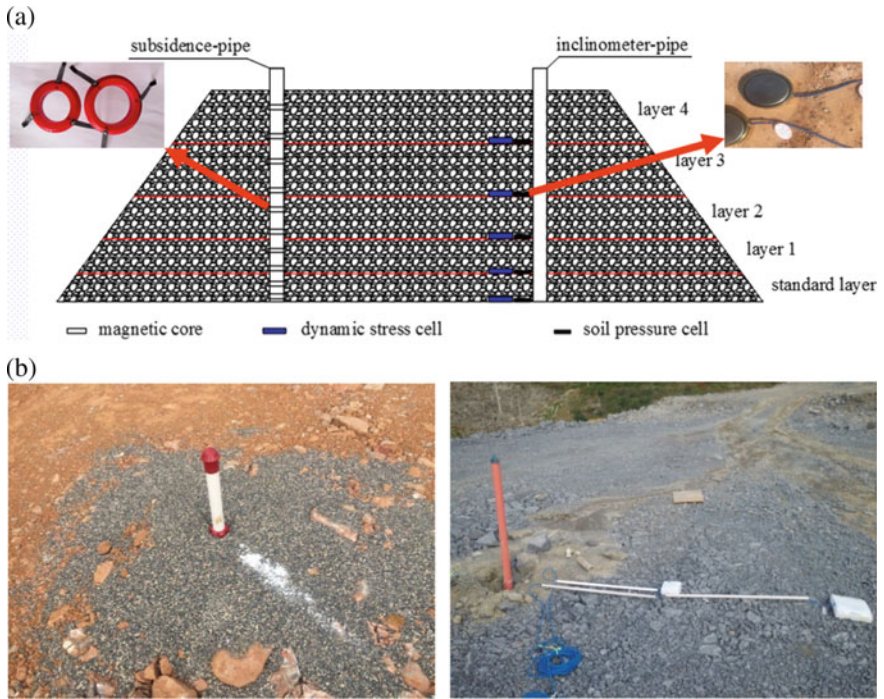 (a)
subsidence-pipe
inclinometer-pipe
layer 4
layer 3
layer 2
layer 1
standard layer
magnetic core
dynamic stress cell
soil pressure cell
(b)